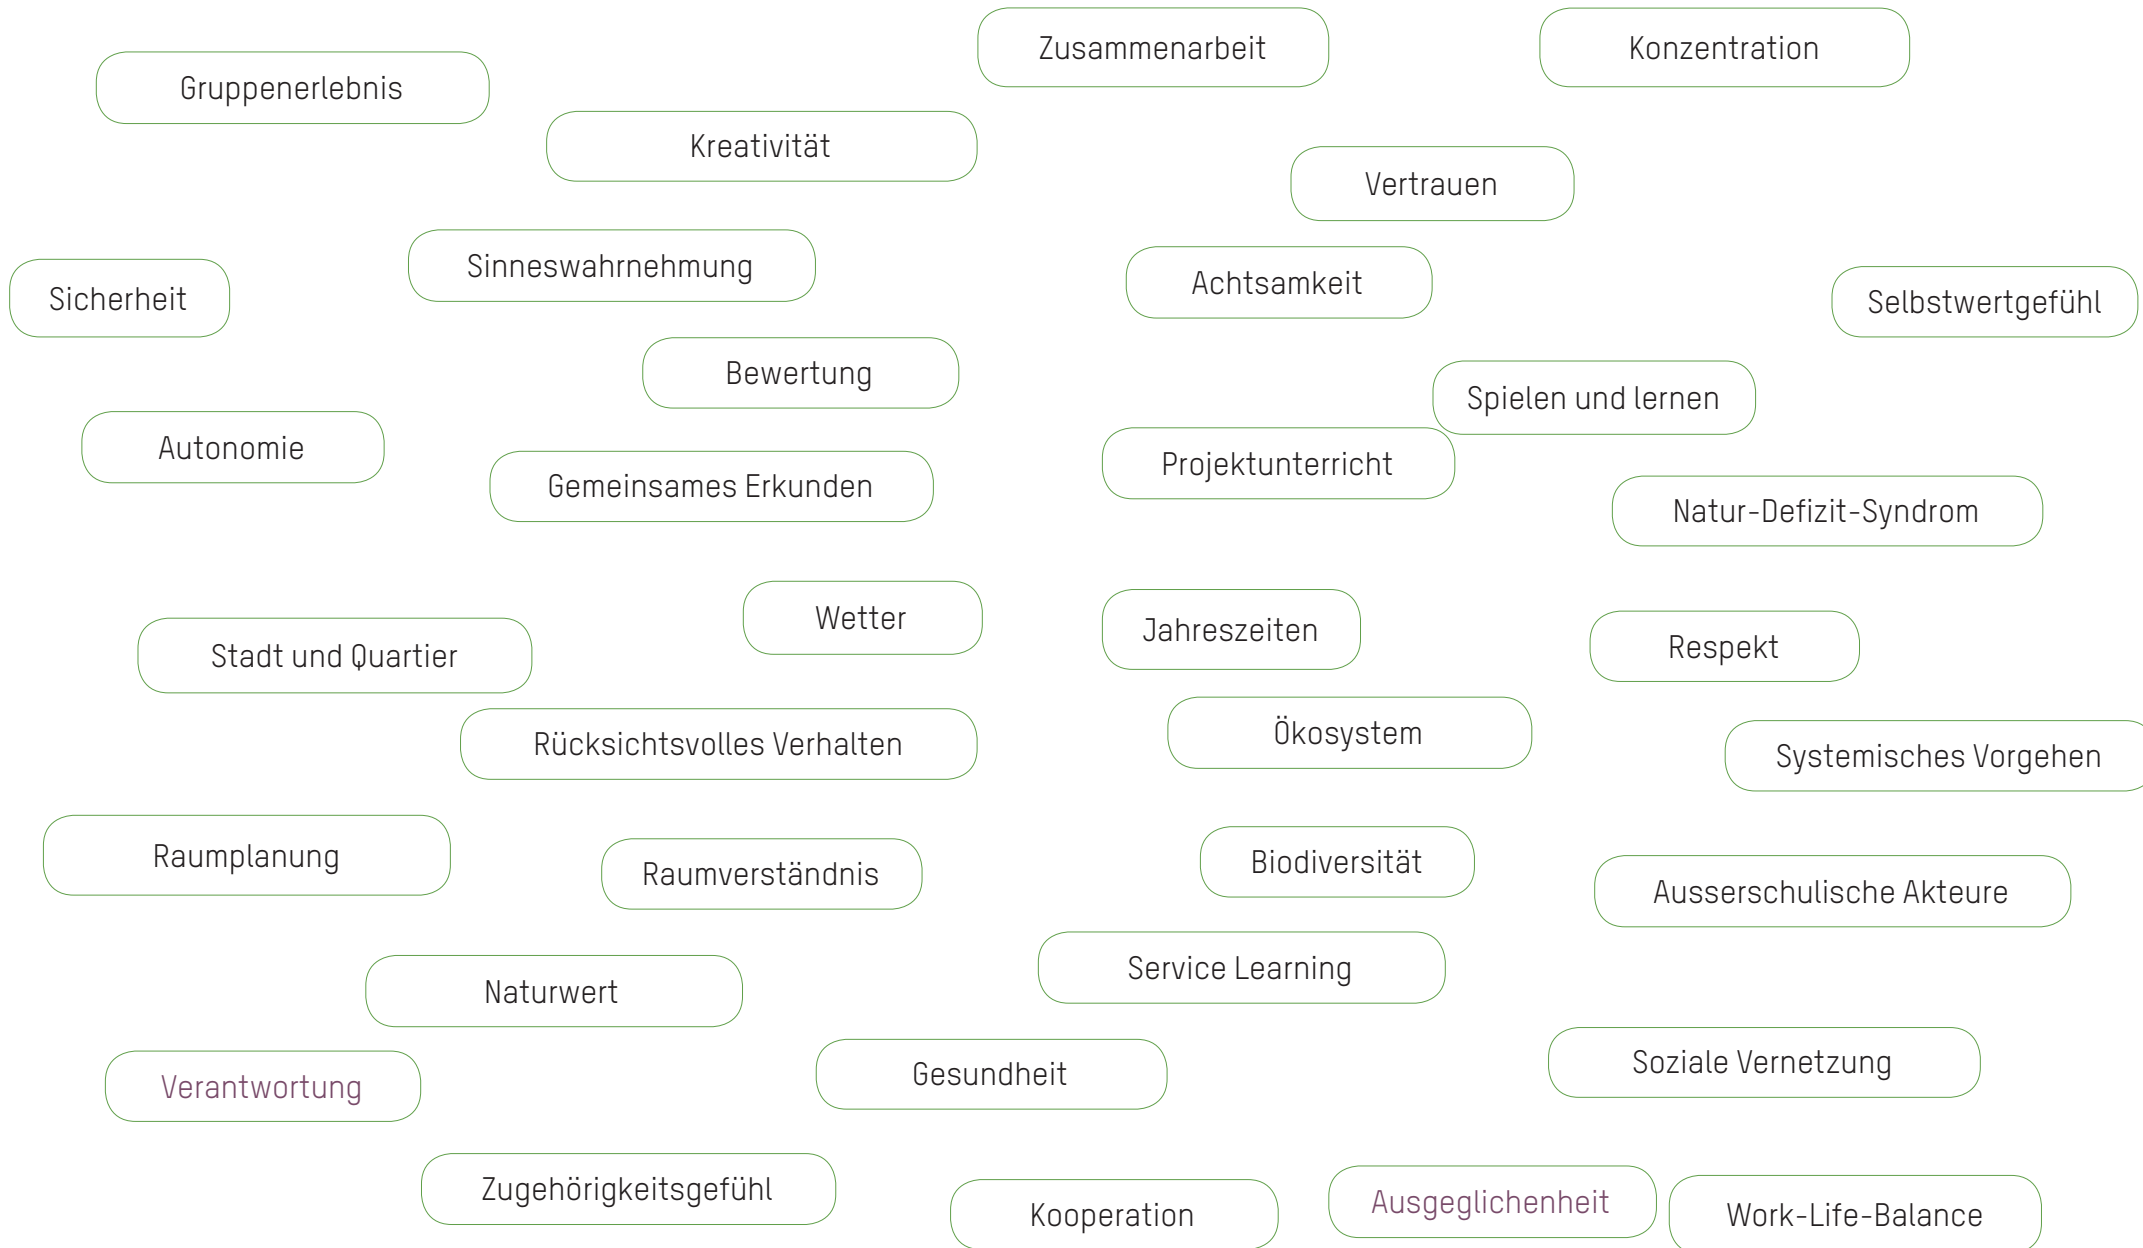 Zusammenarbeit
Konzentration
Gruppenerlebnis
Kreativität
Vertrauen
Sinneswahrnehmung
Achtsamkeit
Sicherheit
Selbstwertgefühl
Bewertung
Spielen und lernen
Autonomie
Projektunterricht
Gemeinsames Erkunden
Natur-Defizit-Syndrom
Wetter
Jahreszeiten
Respekt
Stadt und Quartier
Ökosystem
Rücksichtsvolles Verhalten
Systemisches Vorgehen
Raumplanung
Biodiversität
Raumverständnis
Ausserschulische Akteure
Service Learning
Naturwert
Soziale Vernetzung
Gesundheit
Verantwortung
Zugehörigkeitsgefühl
Ausgeglichenheit
Kooperation
Work-Life-Balance